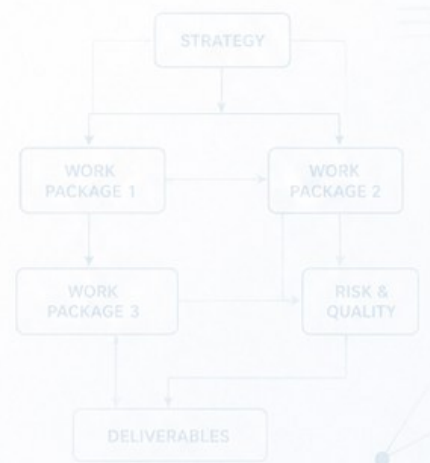 STRATEGY
WORK
PACKAGE 1
WORK
PACKAGE 2
WORK
PACKAGE 3
RISK &
QUALITY
DELIVERABLES